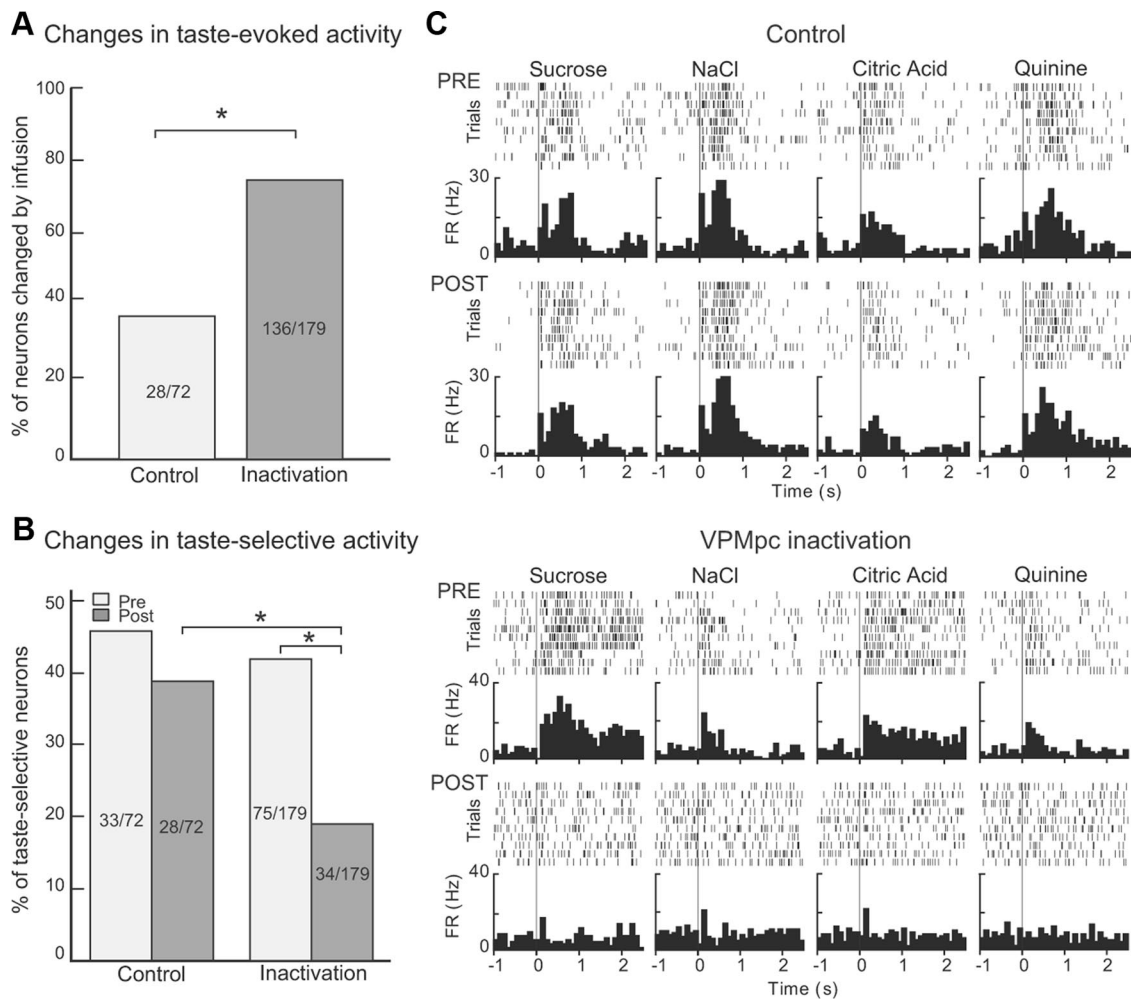 A Changes in taste-evoked activity
% of neurons changed by infusion
100
80
60
40
20
0
*
28/72
136/179
Control Inactivation
B Changes in taste-selective activity
% of taste-selective neurons
50
40
30
20
10
0
Pre
Post
*
*
33/72
28/72
75/179
34/179
Control Inactivation
C Control
PRE Sucrose NaCl Citric Acid Quinine
Trials
FR (Hz)
30
0
POST
Trials
FR (Hz)
30
0
-1 0 1 2 -1 0 1 2 -1 0 1 2 -1 0 1 2
Time (s)
VPMpc inactivation
PRE Sucrose NaCl Citric Acid Quinine
Trials
FR (Hz)
40
0
POST
Trials
FR (Hz)
40
0
-1 0 1 2 -1 0 1 2 -1 0 1 2 -1 0 1 2
Time (s)